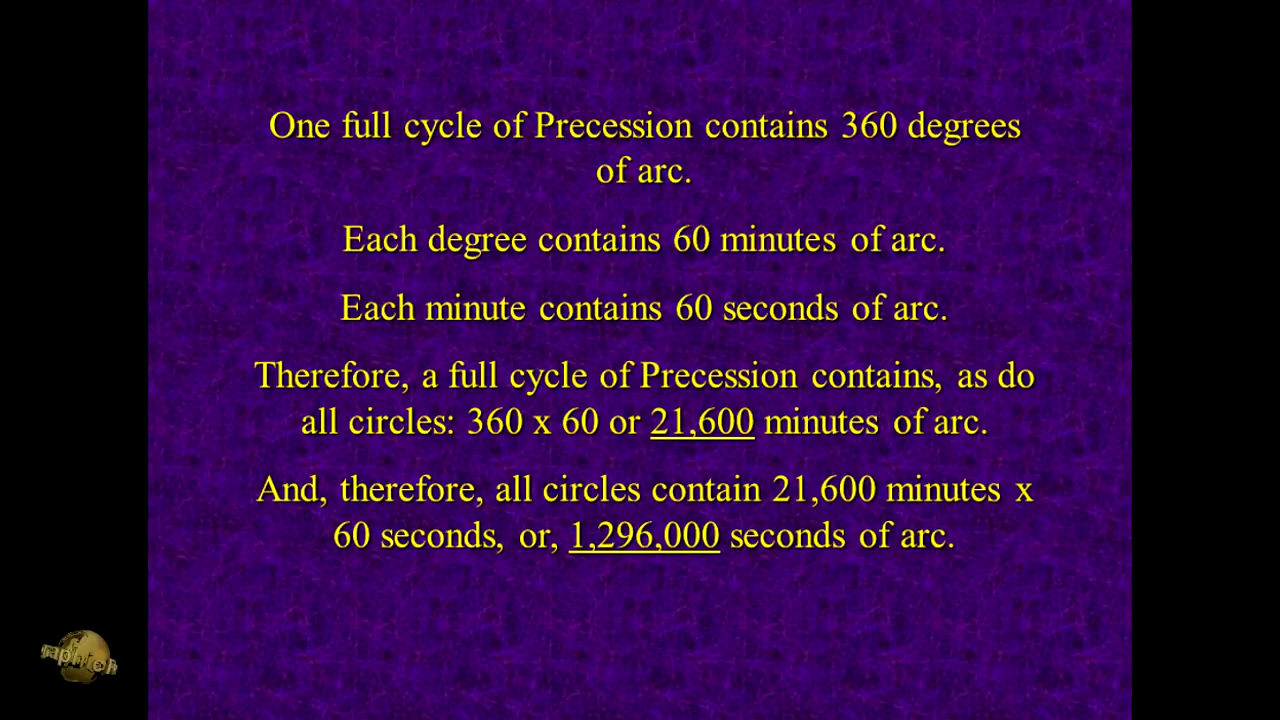 One full cycle of Precession contains 360 degrees
of arc.
Each degree contains 60 minutes of arc.
Each minute contains 60 seconds of arc.
Therefore, a full cycle of Precession contains, as do
all circles: 360 x 60 or 21,600 minutes of arc.
And, therefore, all circles contain 21,600 minutes x
60 seconds, or, 1,296,000 seconds of arc.